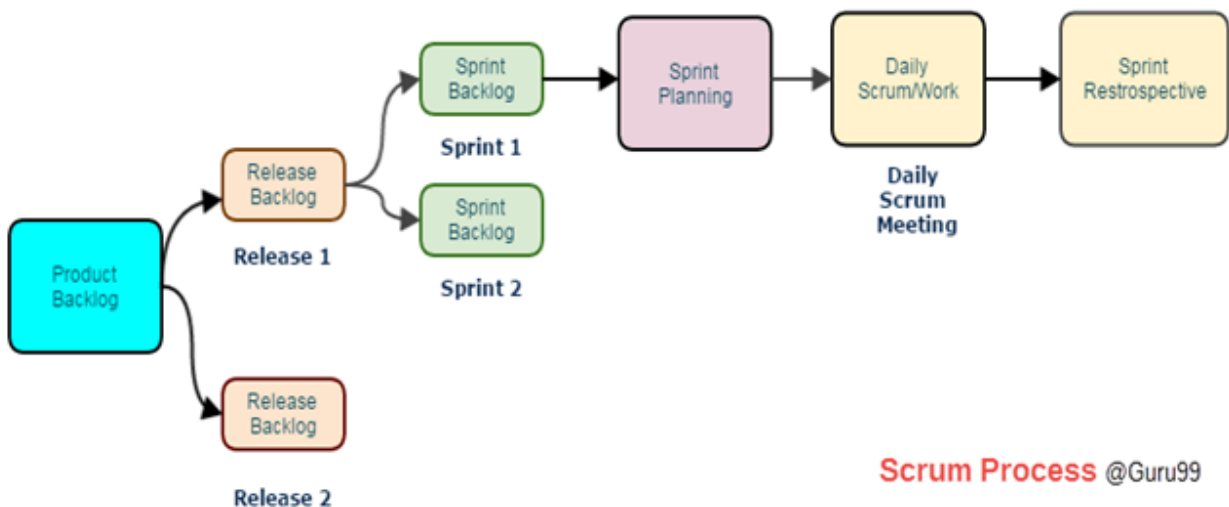 Product
Backlog
Release
Backlog
Release 1
Release
Backlog
Release 2
Sprint
Backlog
Sprint 1
Sprint
Backlog
Sprint 2
Sprint
Planning
Daily
Scrum/Work
Daily
Scrum
Meeting
Sprint
Restrospective
Scrum Process @Guru99